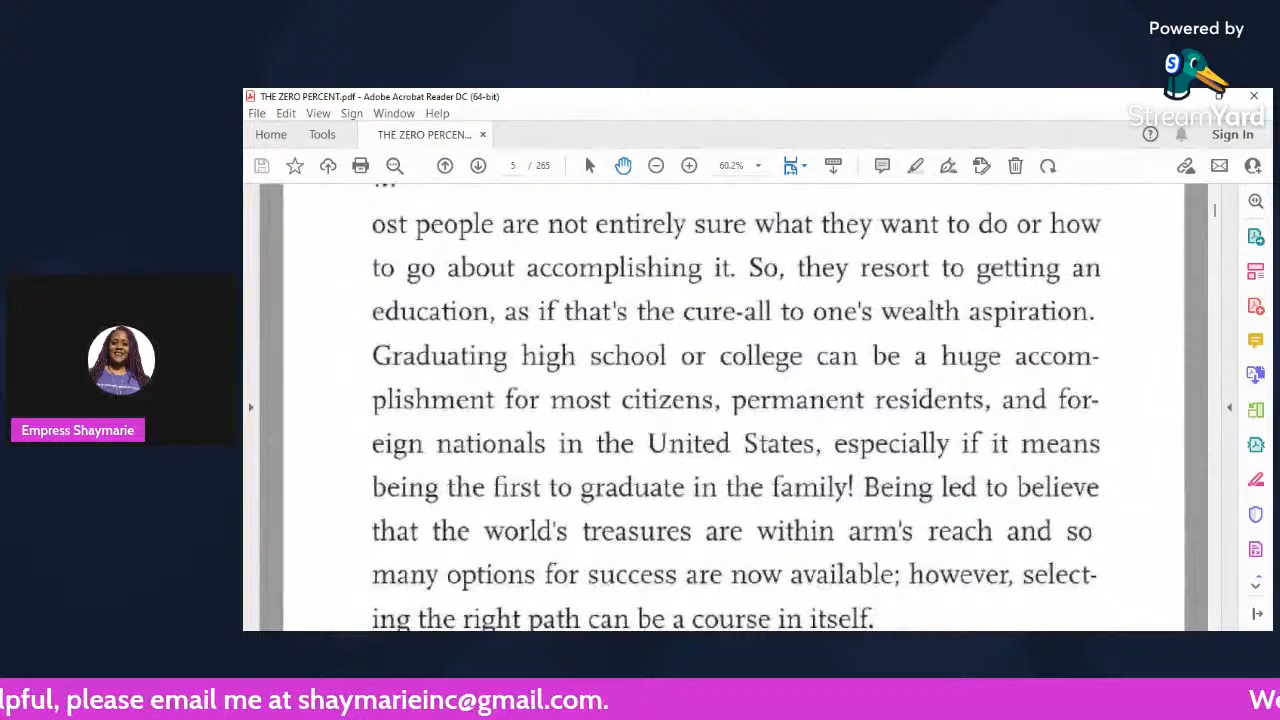 Powered by
StreamYard
THE ZERO PERCENT.pdf - Adobe Acrobat Reader DC (64-bit)
File Edit View Sign Window Help
Home Tools THE ZERO PERCEN... ×
Sign In
5 / 265 60.2%
ost people are not entirely sure what they want to do or how
to go about accomplishing it. So, they resort to getting an
education, as if that's the cure-all to one's wealth aspiration.
Graduating high school or college can be a huge accom-
plishment for most citizens, permanent residents, and for-
eign nationals in the United States, especially if it means
being the first to graduate in the family! Being led to believe
that the world's treasures are within arm's reach and so
many options for success are now available; however, select-
ing the right path can be a course in itself.
Empress Shaymarie
lpful, please email me at shaymarieinc@gmail.com.
We